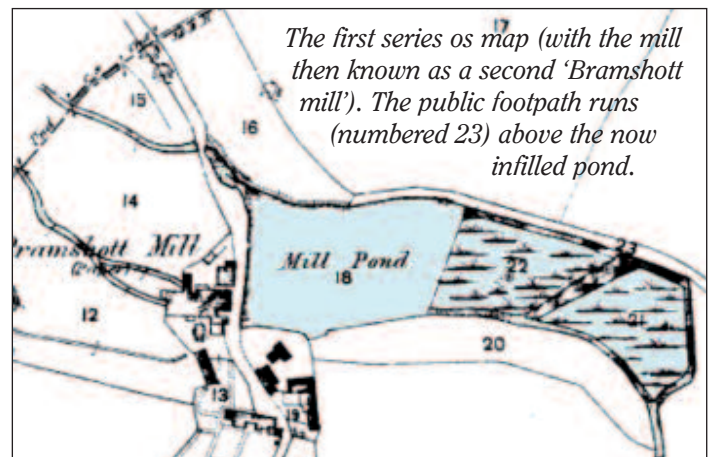 The first series os map (with the mill
then known as a second ‘Bramshott
mill’). The public footpath runs
(numbered 23) above the now
infilled pond.
17
15
16
14
Bramshott Mill
Mill Pond
18
22
23
21
12
20
13
19